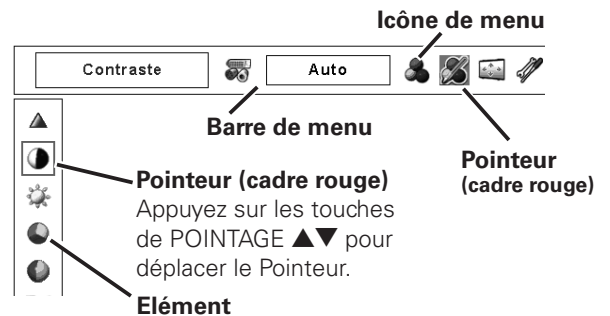 Icône de menu
Contraste
Auto
Barre de menu
Pointeur
(cadre rouge)
Pointeur (cadre rouge)
Appuyez sur les touches
de POINTAGE ▲▼ pour
déplacer le Pointeur.
Elément